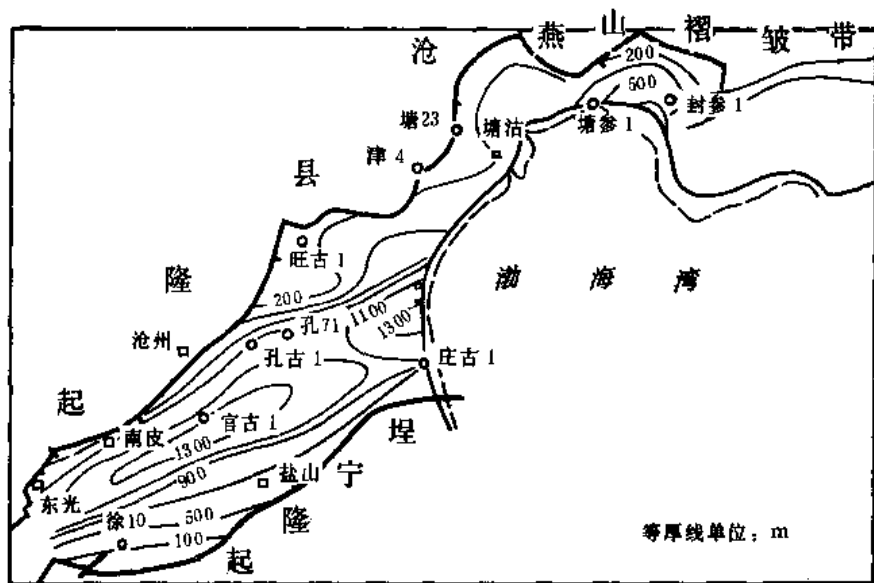 燕山褶皱带
沧县隆起
200
500
封参1
塘参1
塘23
塘沽
津4
旺古1
渤海湾
200
1100
1300
孔71
沧州
孔古1
庄古1
官古1
南皮
1300
900
埕宁隆起
盐山
东光
徐10
500
100
等厚线单位：m